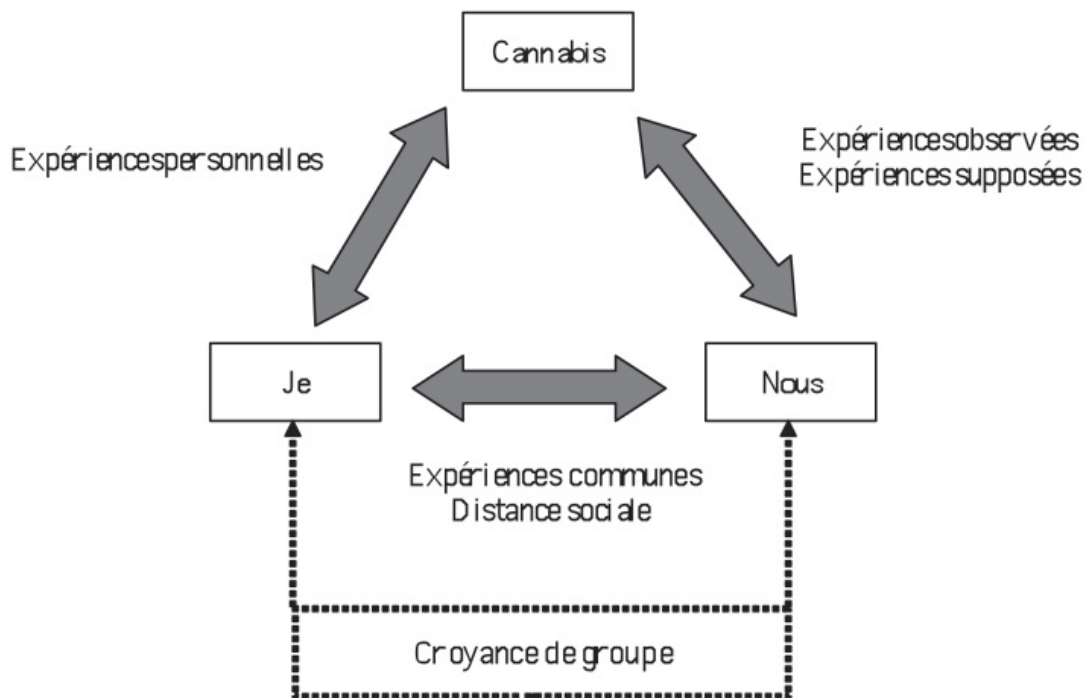 Cannabis
Expériences personnelles
Expériences observées
Expériences supposées
Je
Nous
Expériences communes
Distance sociale
Croyance de groupe